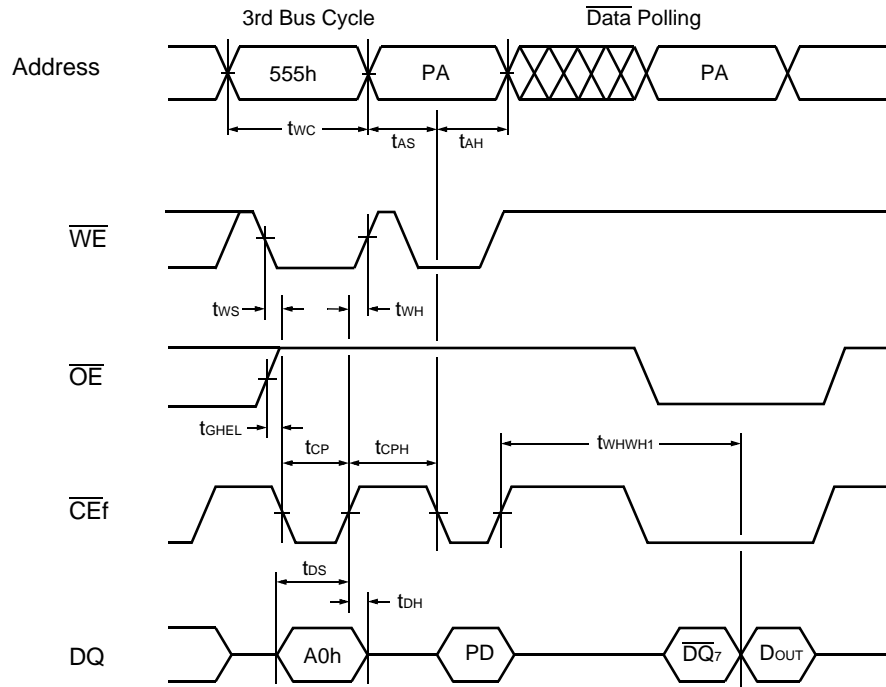 3rd Bus Cycle Data Polling
Address 555h PA PA
tWC tAS tAH
WE
tWS tWH
OE
tGHEL tCP tCPH tWHWH1
CEf
tDS tDH
DQ A0h PD DQ7 DOUT